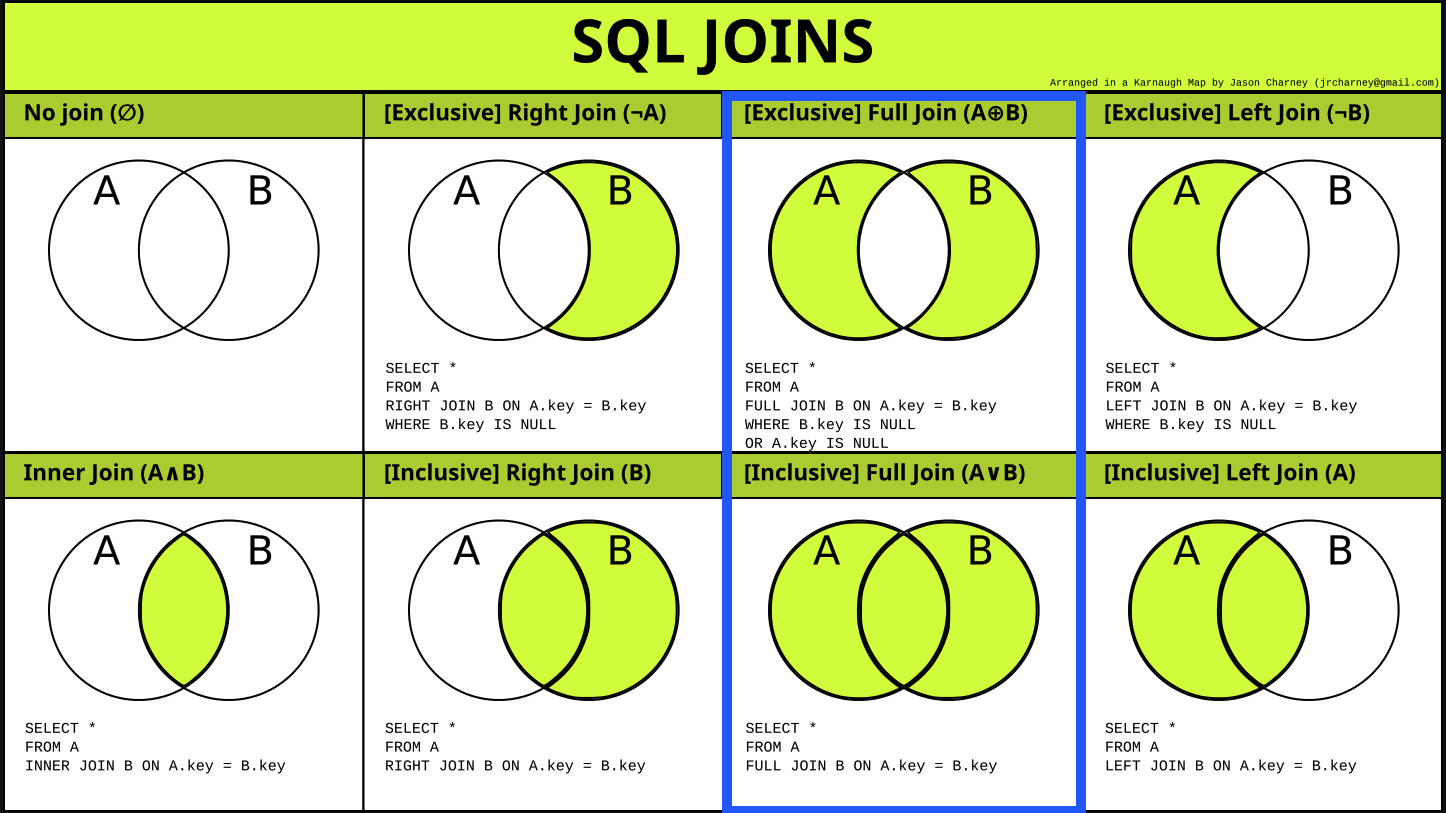 SQL JOINS
Arranged in a Karnaugh Map by Jason Charney (jrcharney@gmail.com)
No join (∅)
A B
[Exclusive] Right Join (¬A)
A B
SELECT *
FROM A
RIGHT JOIN B ON A.key = B.key
WHERE B.key IS NULL
[Exclusive] Full Join (A⊕B)
A B
SELECT *
FROM A
FULL JOIN B ON A.key = B.key
WHERE B.key IS NULL
OR A.key IS NULL
[Exclusive] Left Join (¬B)
A B
SELECT *
FROM A
LEFT JOIN B ON A.key = B.key
WHERE B.key IS NULL
Inner Join (A∧B)
A B
SELECT *
FROM A
INNER JOIN B ON A.key = B.key
[Inclusive] Right Join (B)
A B
SELECT *
FROM A
RIGHT JOIN B ON A.key = B.key
[Inclusive] Full Join (A∨B)
A B
SELECT *
FROM A
FULL JOIN B ON A.key = B.key
[Inclusive] Left Join (A)
A B
SELECT *
FROM A
LEFT JOIN B ON A.key = B.key